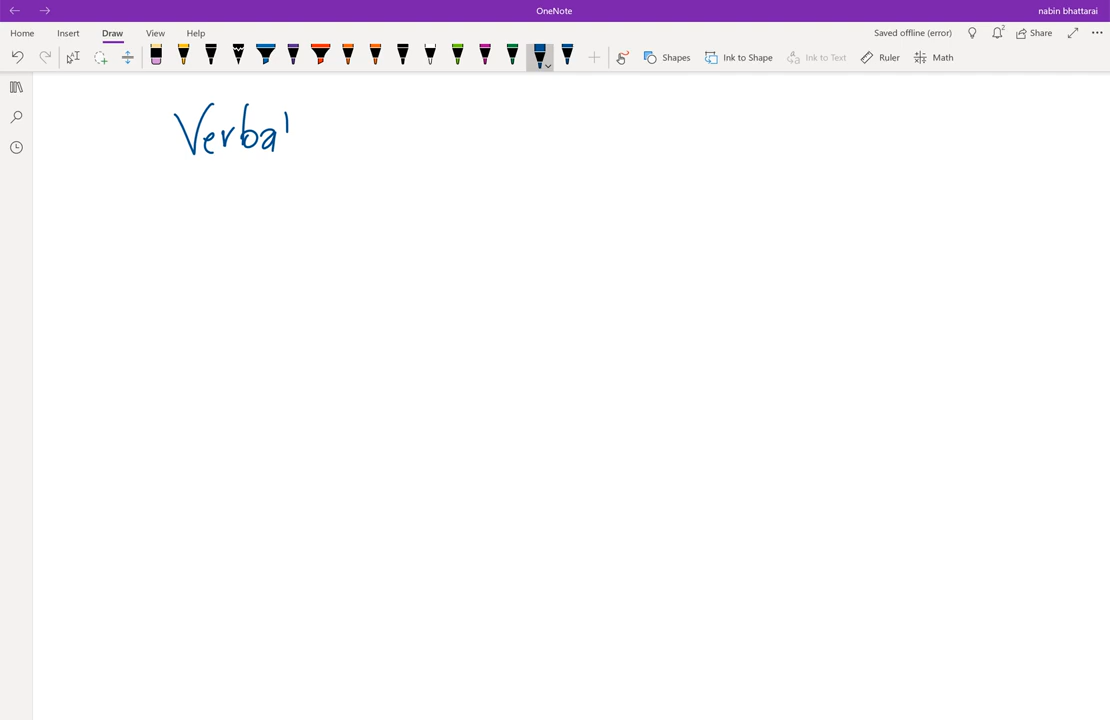 OneNote
nabin bhattarai
Home Insert Draw View Help
Saved offline (error)
2
Share
Shapes
Ink to Shape
Ink to Text
Ruler
Math
Verbal